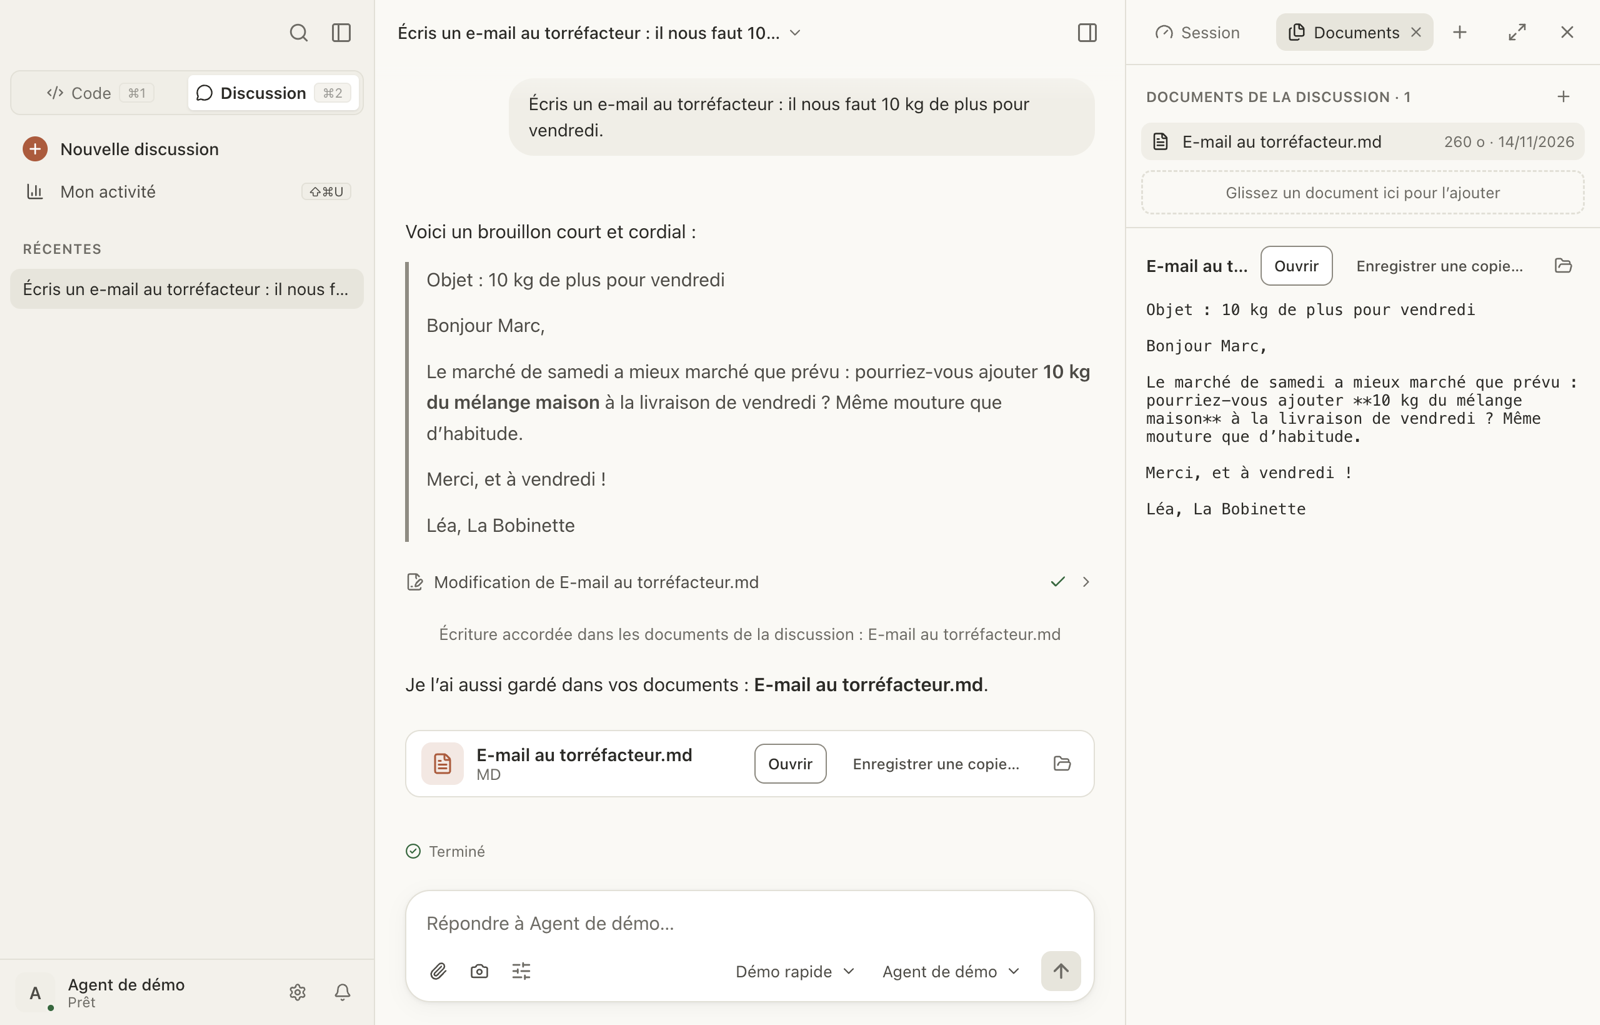 Code ⌘1
Discussion ⌘2
Nouvelle discussion
Mon activité ⇧⌘U
RÉCENTES
Écris un e-mail au torréfacteur : il nous f...
A
Agent de démo
Prêt
Écris un e-mail au torréfacteur : il nous faut 10...
Écris un e-mail au torréfacteur : il nous faut 10 kg de plus pour
vendredi.
Voici un brouillon court et cordial :
Objet : 10 kg de plus pour vendredi
Bonjour Marc,
Le marché de samedi a mieux marché que prévu : pourriez-vous ajouter 10 kg
du mélange maison à la livraison de vendredi ? Même mouture que
d’habitude.
Merci, et à vendredi !
Léa, La Bobinette
Modification de E-mail au torréfacteur.md
Écriture accordée dans les documents de la discussion : E-mail au torréfacteur.md
Je l’ai aussi gardé dans vos documents : E-mail au torréfacteur.md.
E-mail au torréfacteur.md
MD
Ouvrir
Enregistrer une copie...
Terminé
Répondre à Agent de démo...
Démo rapide
Agent de démo
Session
Documents
DOCUMENTS DE LA DISCUSSION · 1
E-mail au torréfacteur.md 260 o · 14/11/2026
Glissez un document ici pour l’ajouter
E-mail au t...
Ouvrir
Enregistrer une copie...
Objet : 10 kg de plus pour vendredi
Bonjour Marc,
Le marché de samedi a mieux marché que prévu :
pourriez-vous ajouter **10 kg du mélange
maison** à la livraison de vendredi ? Même
mouture que d’habitude.
Merci, et à vendredi !
Léa, La Bobinette